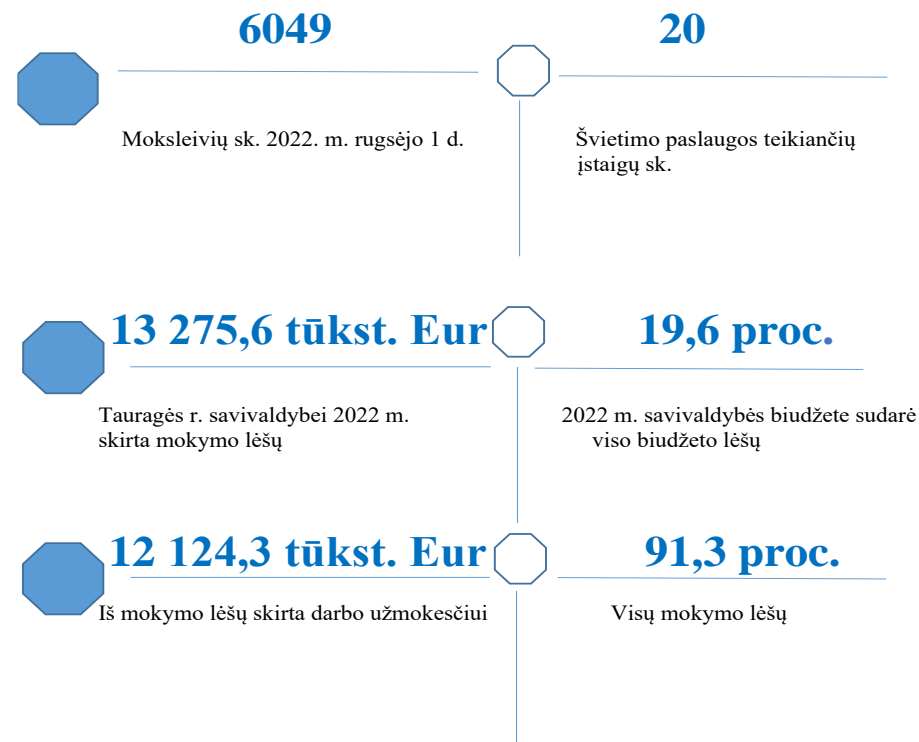 6049
20
Moksleivių sk. 2022. m. rugsėjo 1 d.
Švietimo paslaugos teikiančių
įstaigų sk.
13 275,6 tūkst. Eur
19,6 proc.
Tauragės r. savivaldybei 2022 m.
skirta mokymo lėšų
2022 m. savivaldybės biudžete sudarė
viso biudžeto lėšų
12 124,3 tūkst. Eur
91,3 proc.
Iš mokymo lėšų skirta darbo užmokesčiui
Visų mokymo lėšų